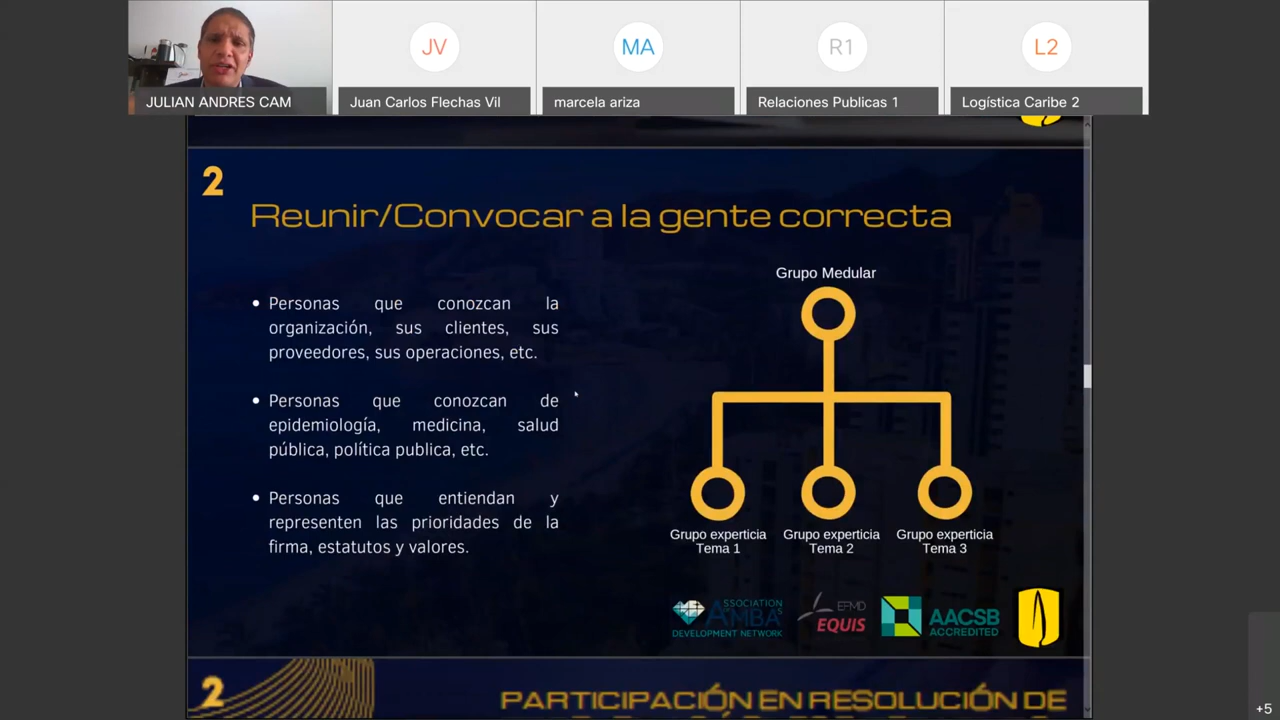 JV
MA
R1
L2
JULIAN ANDRES CAM
Juan Carlos Flechas Vil
marcela ariza
Relaciones Publicas 1
Logística Caribe 2
2
Reunir/Convocar a la gente correcta
Grupo Medular
• Personas que conozcan la
organización, sus clientes, sus
proveedores, sus operaciones, etc.
• Personas que conozcan de
epidemiología, medicina, salud
pública, política publica, etc.
• Personas que entiendan y
representen las prioridades de la
firma, estatutos y valores.
Grupo experticia
Tema 1
Grupo experticia
Tema 2
Grupo experticia
Tema 3
SSOCIATION
AMBA'S
DEVELOPMENT NETWORK
EFMD
EQUIS
AACSB
ACCREDITED
2
PARTICIPACIÓN EN RESOLUCIÓN DE
+5